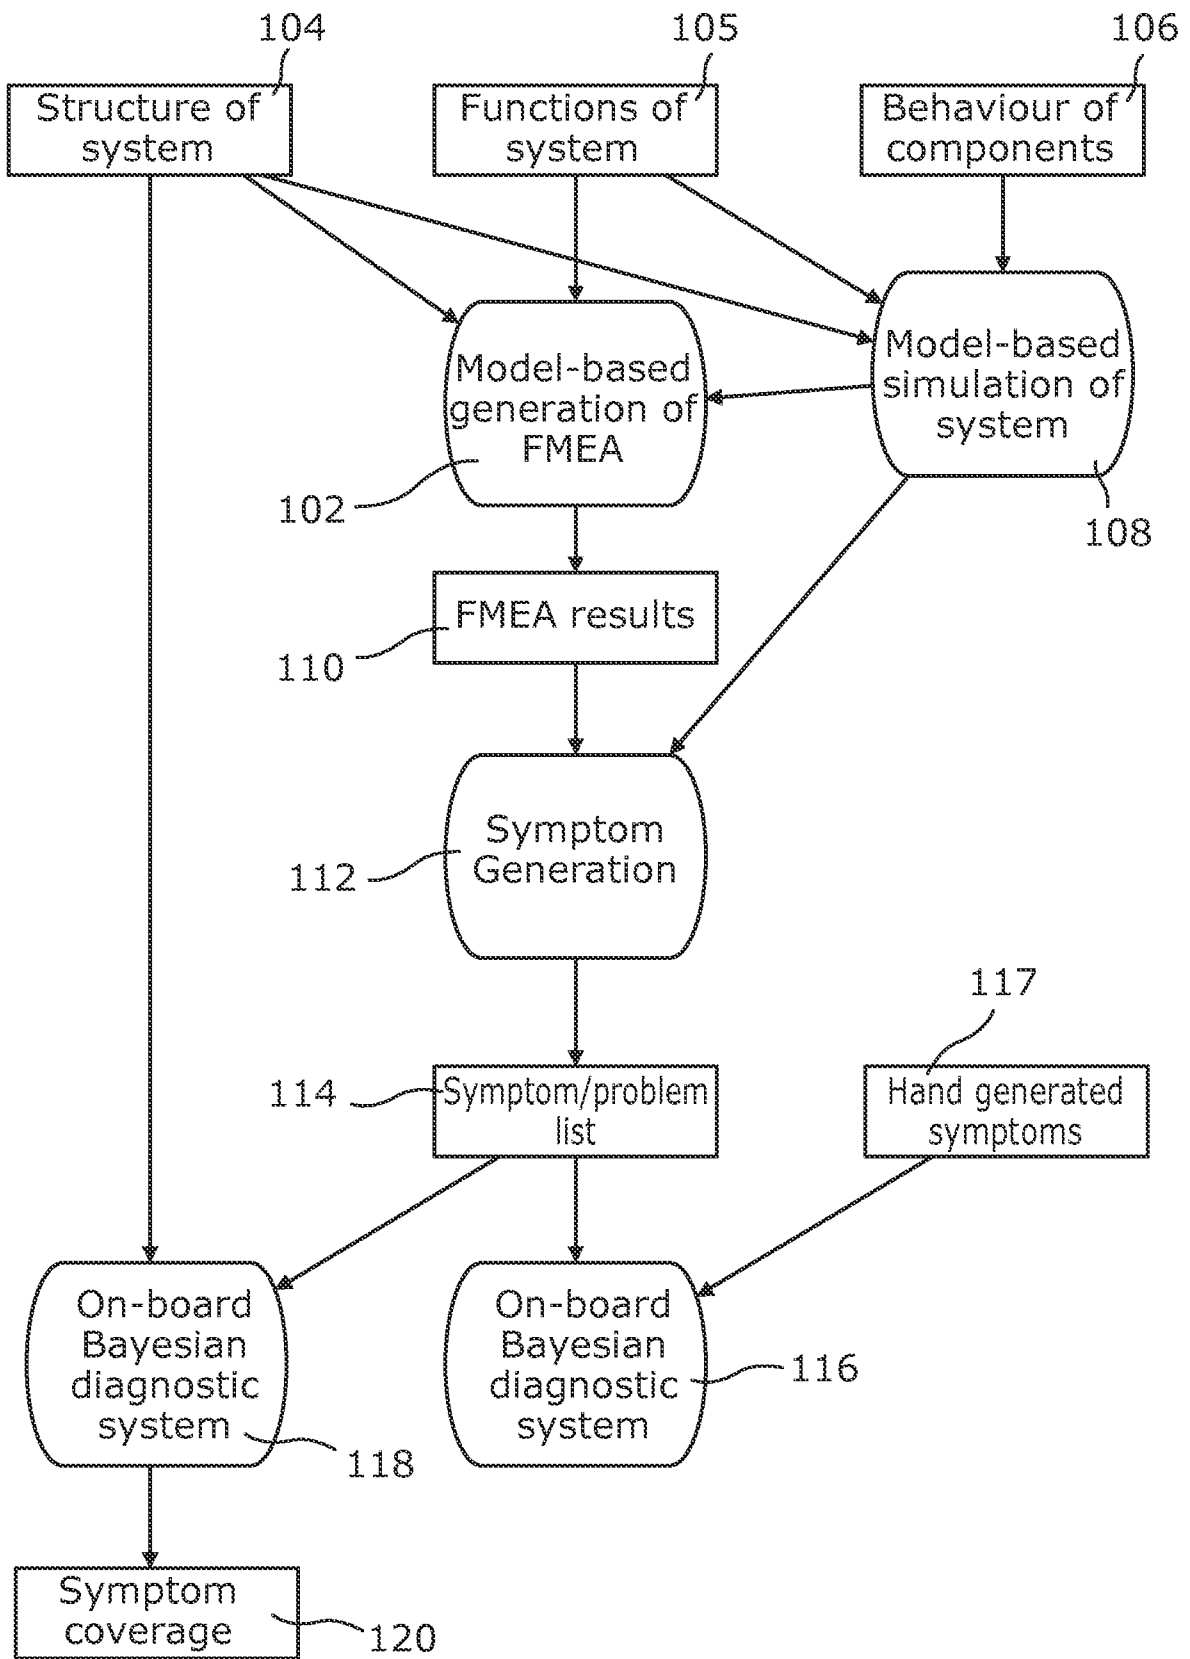 104
105
106
Structure of
system
Functions of
system
Behaviour of
components
Model-based
generation of
FMEA
102
Model-based
simulation of
system
108
FMEA results
110
Symptom
Generation
112
117
114
Symptom/problem
list
Hand generated
symptoms
On-board
Bayesian
diagnostic
system
118
On-board
Bayesian
diagnostic
system
116
Symptom
coverage
120